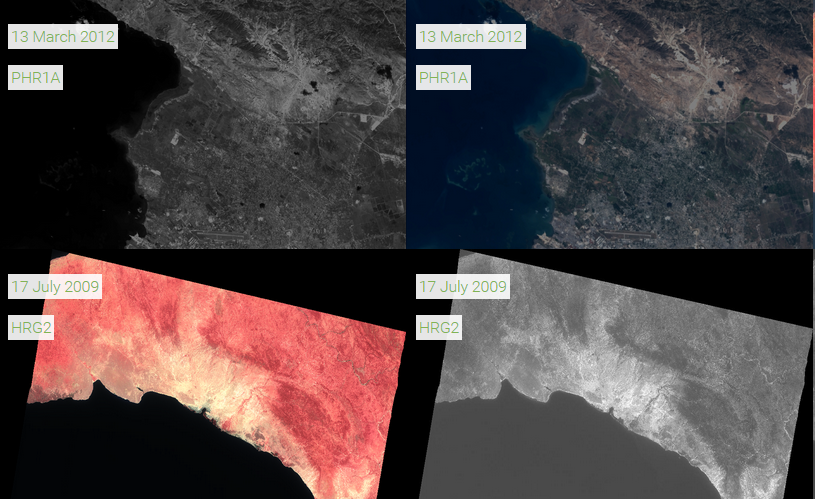 13 March 2012
PHR1A
13 March 2012
PHR1A
17 July 2009
HRG2
17 July 2009
HRG2